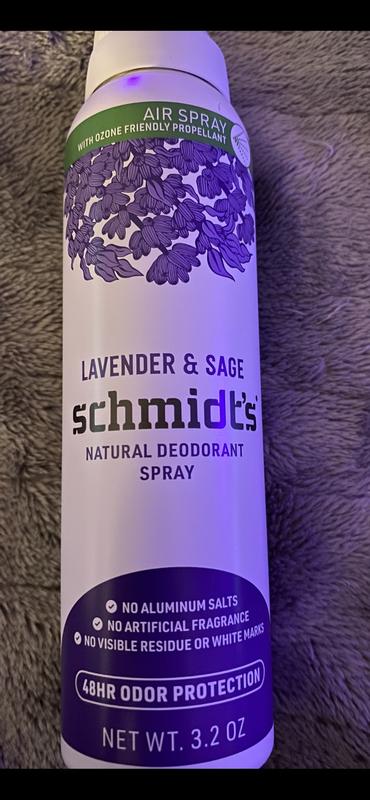 AIR SPRAY
WITH OZONE FRIENDLY PROPELLANT
LAVENDER & SAGE
schmidt's
NATURAL DEODORANT
SPRAY
NO ALUMINUM SALTS
NO ARTIFICIAL FRAGRANCE
NO VISIBLE RESIDUE OR WHITE MARKS
48HR ODOR PROTECTION
NET WT. 3.2 OZ